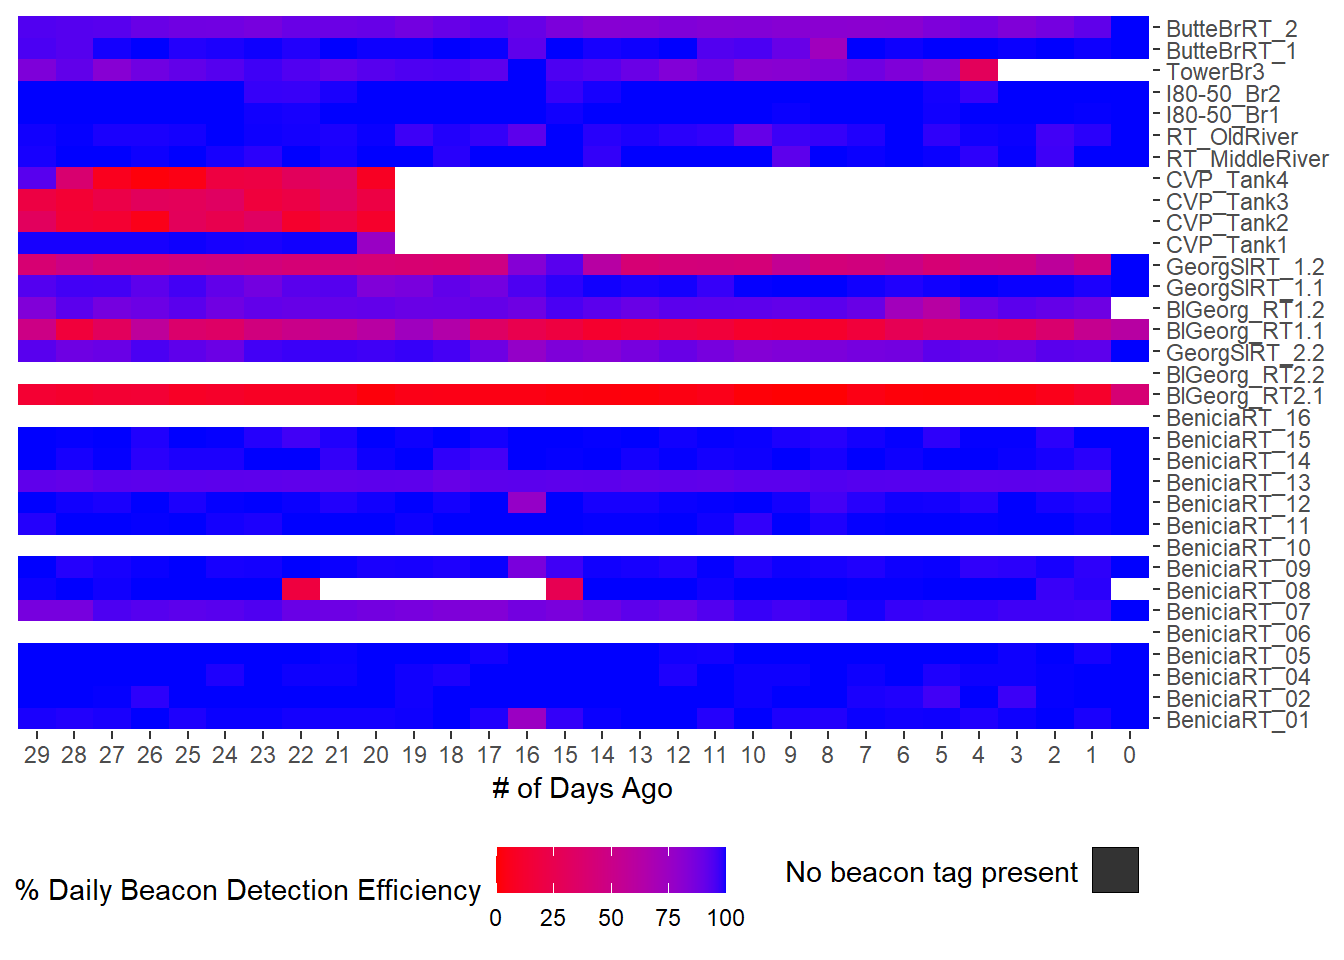 ButteBrRT_2
ButteBrRT_1
TowerBr3
I80-50_Br2
I80-50_Br1
RT_OldRiver
RT_MiddleRiver
CVP_Tank4
CVP_Tank3
CVP_Tank2
CVP_Tank1
GeorgSlRT_1.2
GeorgSlRT_1.1
BlGeorg_RT1.2
BlGeorg_RT1.1
GeorgSlRT_2.2
BlGeorg_RT2.2
BlGeorg_RT2.1
BeniciaRT_16
BeniciaRT_15
BeniciaRT_14
BeniciaRT_13
BeniciaRT_12
BeniciaRT_11
BeniciaRT_10
BeniciaRT_09
BeniciaRT_08
BeniciaRT_07
BeniciaRT_06
BeniciaRT_05
BeniciaRT_04
BeniciaRT_02
BeniciaRT_01
29 28 27 26 25 24 23 22 21 20 19 18 17 16 15 14 13 12 11 10 9 8 7 6 5 4 3 2 1 0
# of Days Ago
% Daily Beacon Detection Efficiency
0 25 50 75 100
No beacon tag present